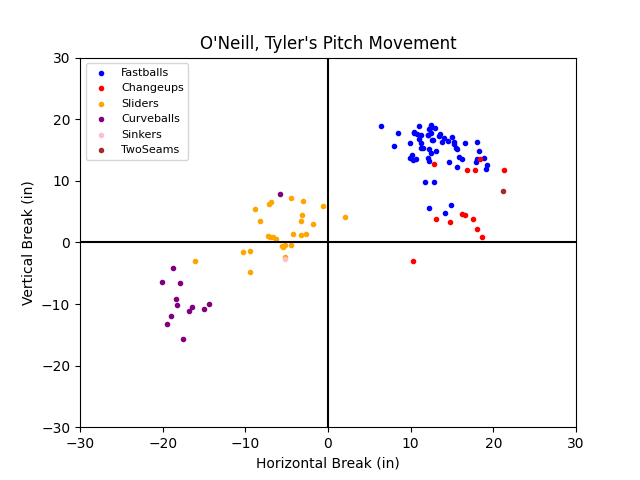 O'Neill, Tyler's Pitch Movement
Vertical Break (in)
30
20
10
0
−10
−20
−30
Fastballs
Changeups
Sliders
Curveballs
Sinkers
TwoSeams
−30
−20
−10
0
10
20
30
Horizontal Break (in)